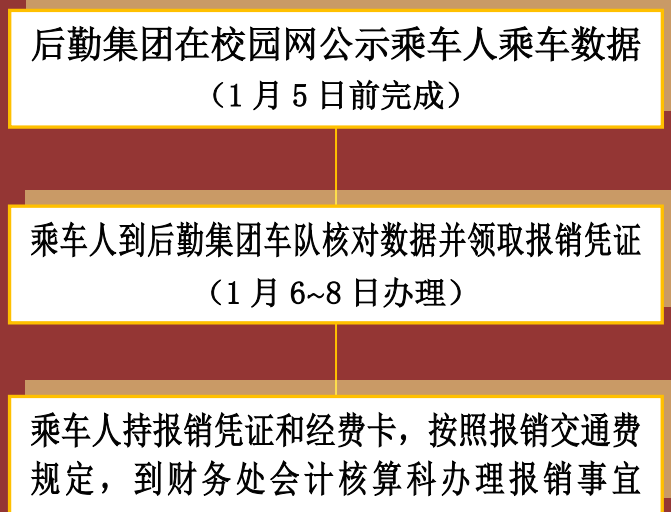 后勤集团在校园网公示乘车人乘车数据
（1 月 5 日前完成）
乘车人到后勤集团车队核对数据并领取报销凭证
（1 月 6~8 日办理）
乘车人持报销凭证和经费卡，按照报销交通费
规定，到财务处会计核算科办理报销事宜